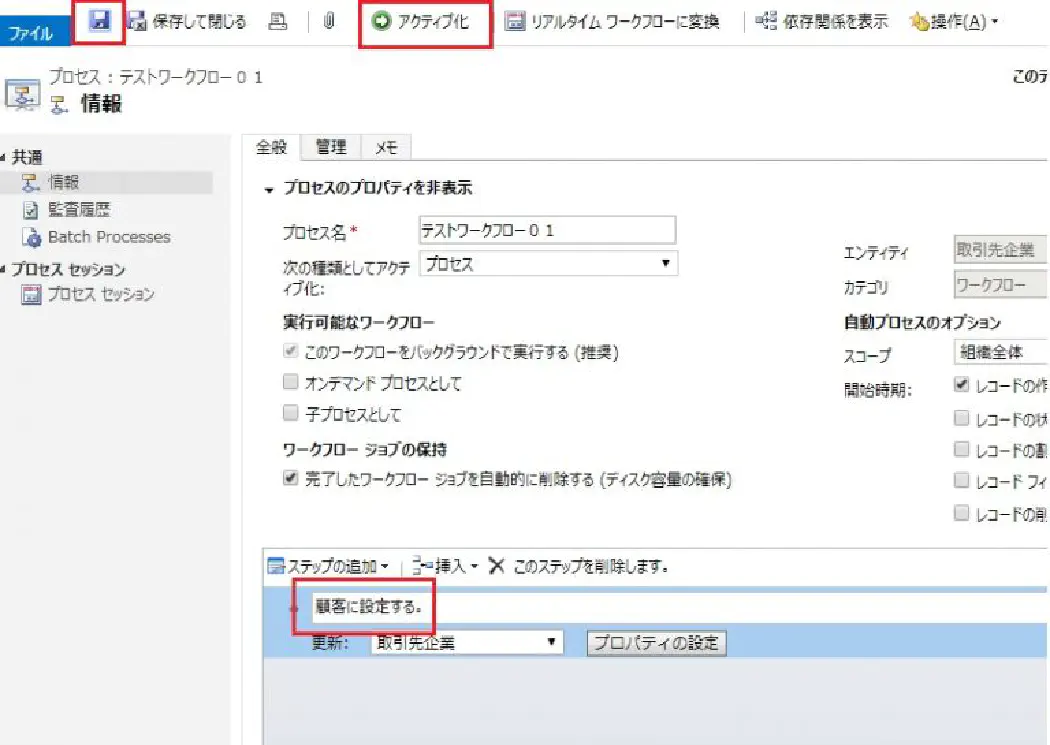 ファイル 保存して閉じる アクティブ化 リアルタイム ワークフローに変換 依存関係を表示 操作(A)
プロセス : テストワークフロー０１
情報
この
共通
情報
監査履歴
Batch Processes
プロセス セッション
プロセス セッション
全般 管理 メモ
プロセスのプロパティを非表示
プロセス名* テストワークフロー０１
次の種類としてアクティブ化: プロセス
実行可能なワークフロー
このワークフローをバックグラウンドで実行する (推奨)
オンデマンド プロセスとして
子プロセスとして
ワークフロー ジョブの保持
完了したワークフロー ジョブを自動的に削除する (ディスク容量の確保)
エンティティ 取引先企業
カテゴリ ワークフロー
自動プロセスのオプション
スコープ 組織全体
開始時期: レコードの作
レコードの状
レコードの割
レコード フィ
レコードの削
ステップの追加 挿入 このステップを削除します。
顧客に設定する。
更新: 取引先企業 プロパティの設定